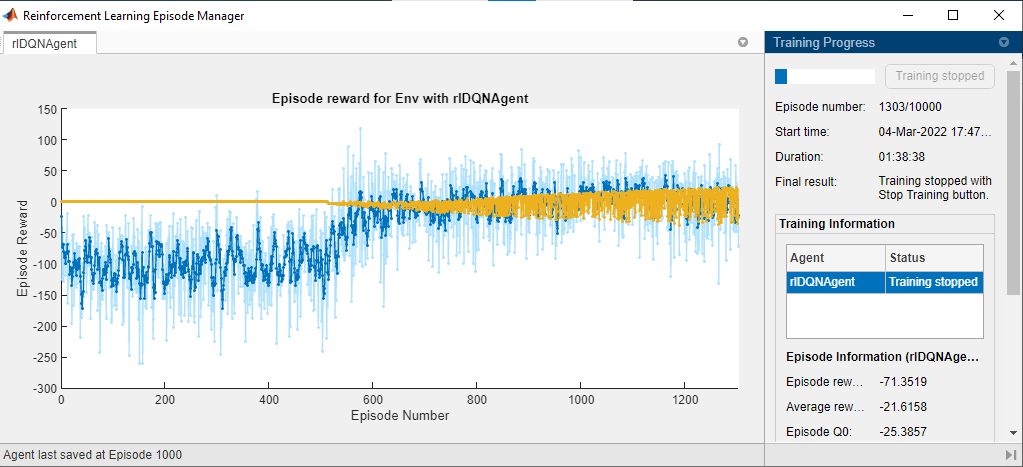 Reinforcement Learning Episode Manager
rlDQNAgent
Episode reward for Env with rlDQNAgent
150
100
50
0
-50
-100
-150
-200
-250
-300
Episode Reward
0
200
400
600
800
1000
1200
Episode Number
Agent last saved at Episode 1000
Training Progress
Training stopped
Episode number: 1303/10000
Start time: 04-Mar-2022 17:47...
Duration: 01:38:38
Final result: Training stopped with
Stop Training button.
Training Information
Agent Status
rlDQNAgent Training stopped
Episode Information (rlDQNAge...
Episode rew... -71.3519
Average rew... -21.6158
Episode Q0: -25.3857